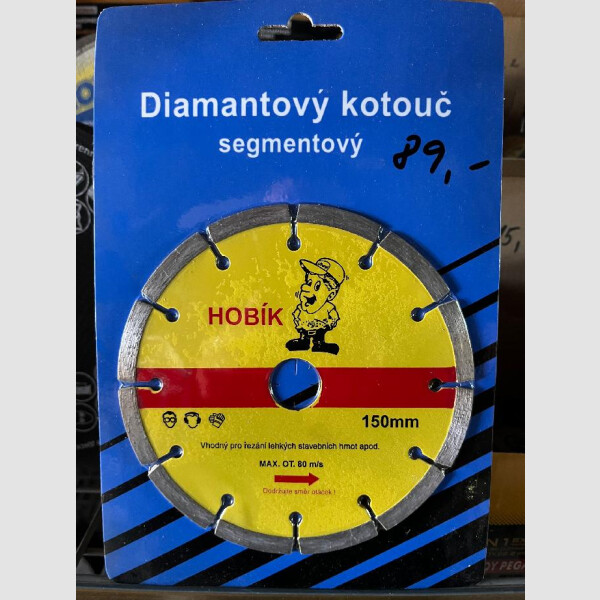 Diamantový kotouč
segmentový
89,-
HOBÍK
150mm
Vhodný pro řezání lehkých stavebních hmot apod.
MAX. OT. 80 m/s
Dodržujte směr otáček !